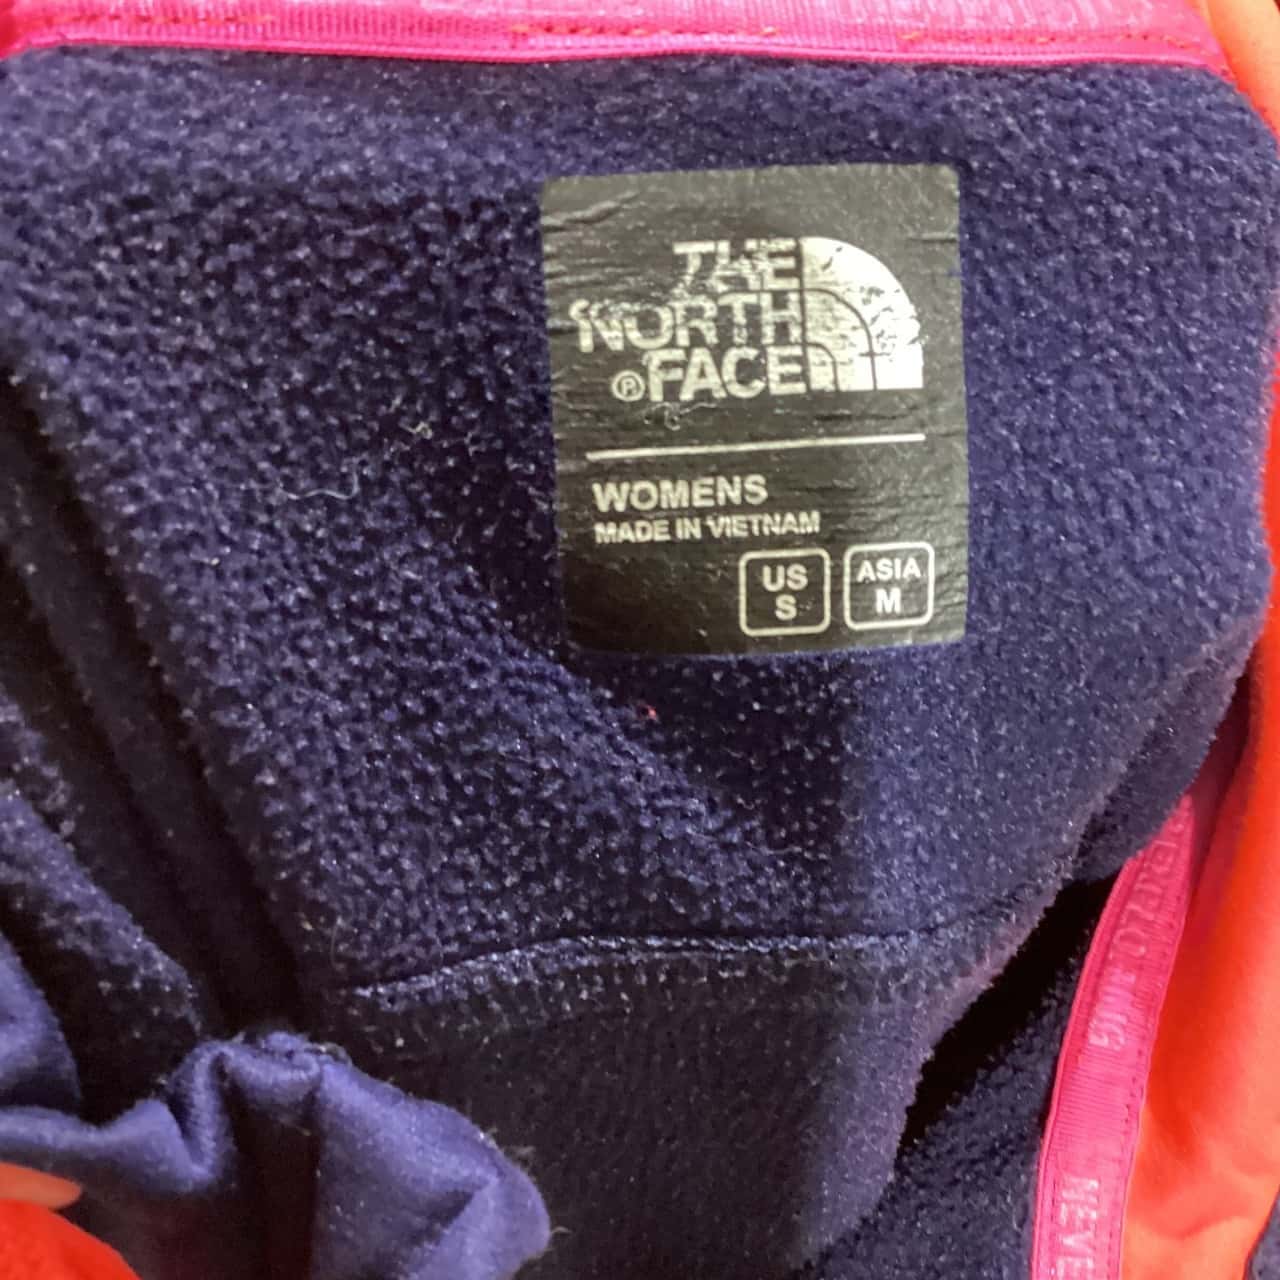 THE
NORTH
FACE
WOMENS
MADE IN VIETNAM
US
S
ASIA
M